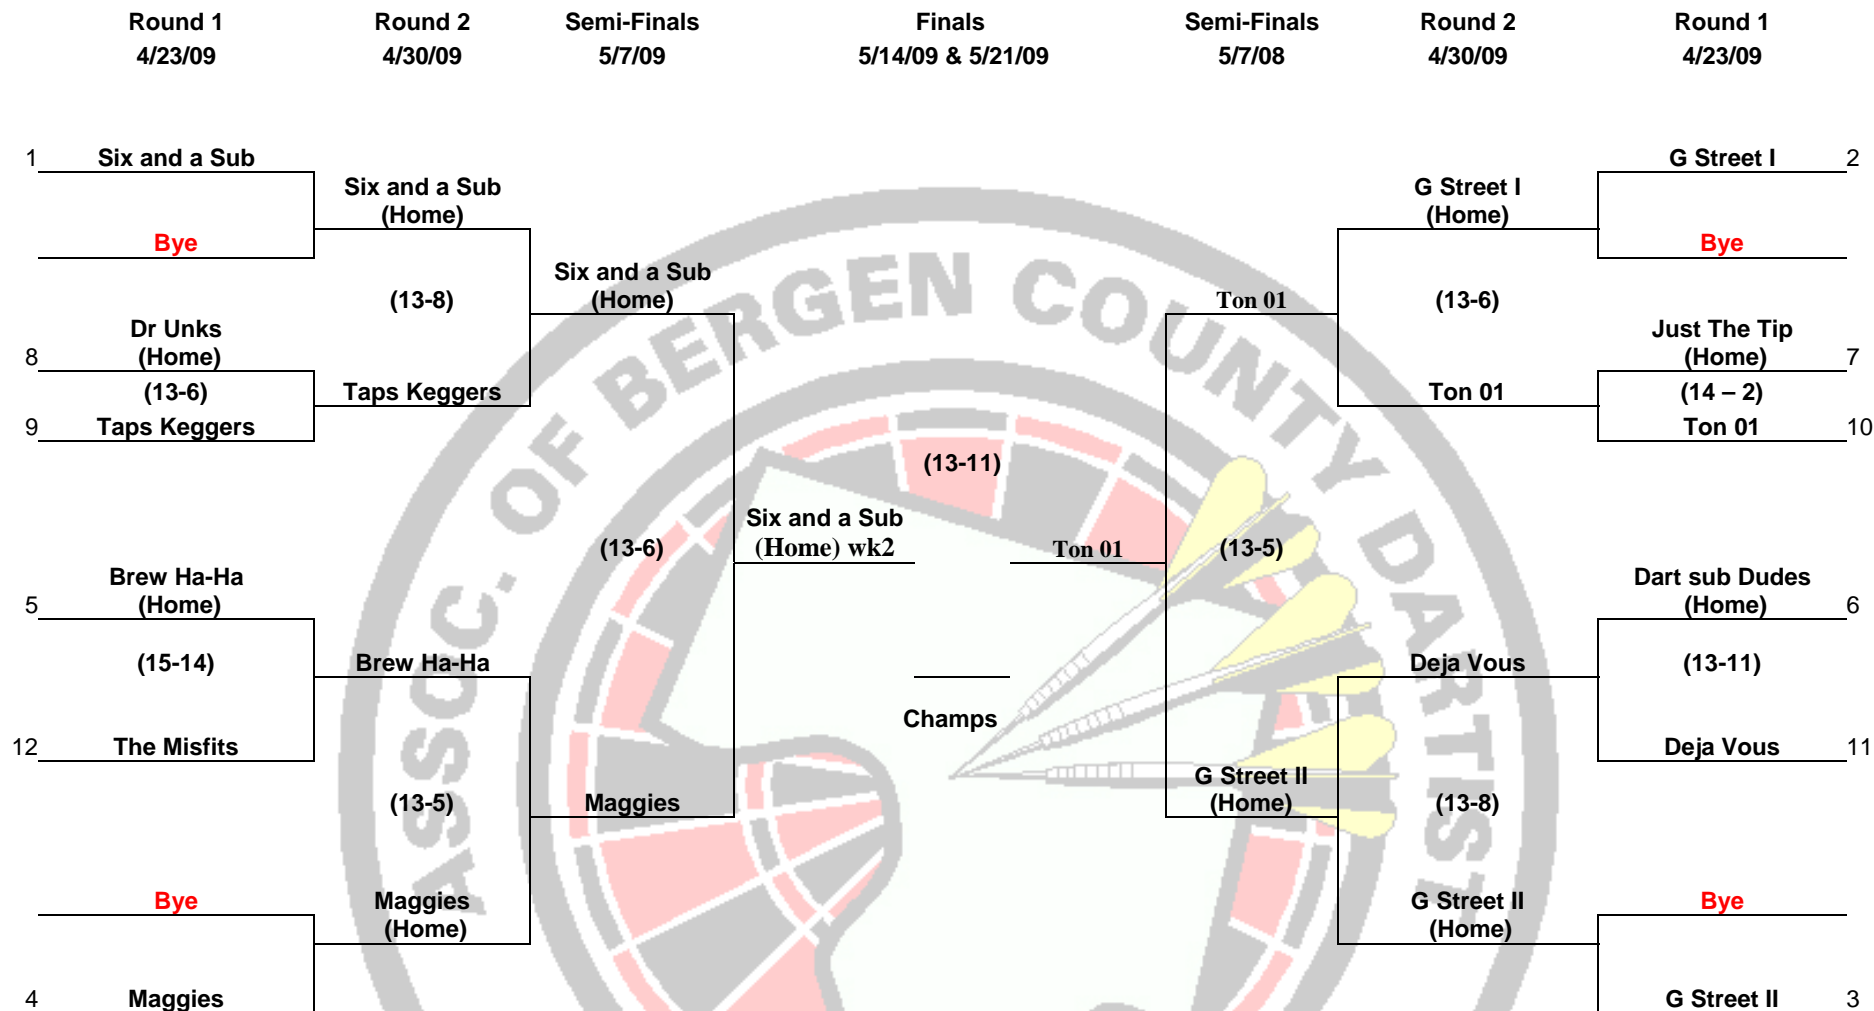 Round 1 Round 2 Semi-Finals Finals Semi-Finals Round 2 Round 1
4/23/09 4/30/09 5/7/09 5/14/09 & 5/21/09 5/7/08 4/30/09 4/23/09
1 Six and a Sub G Street I 2
Six and a Sub G Street I
(Home) (Home)
Bye Bye
Six and a Sub
(13-8) (Home) Ton 01 (13-6)
Dr Unks Just The Tip
8 (Home) (Home) 7
(13-6) Taps Keggers Ton 01 (14 – 2)
9 Taps Keggers Ton 01 10
(13-11)
Six and a Sub
(13-6) (Home) wk2 Ton 01 (13-5)
Brew Ha-Ha Dart sub Dudes
5 (Home) (Home) 6
(15-14) Brew Ha-Ha Deja Vous (13-11)
Champs
12 The Misfits Deja Vous 11
G Street II
(13-5) Maggies (Home) (13-8)
Bye Maggies G Street II Bye
(Home) (Home)
4 Maggies G Street II 3
ASSOC. OF BERGEN COUNTY DARTIST